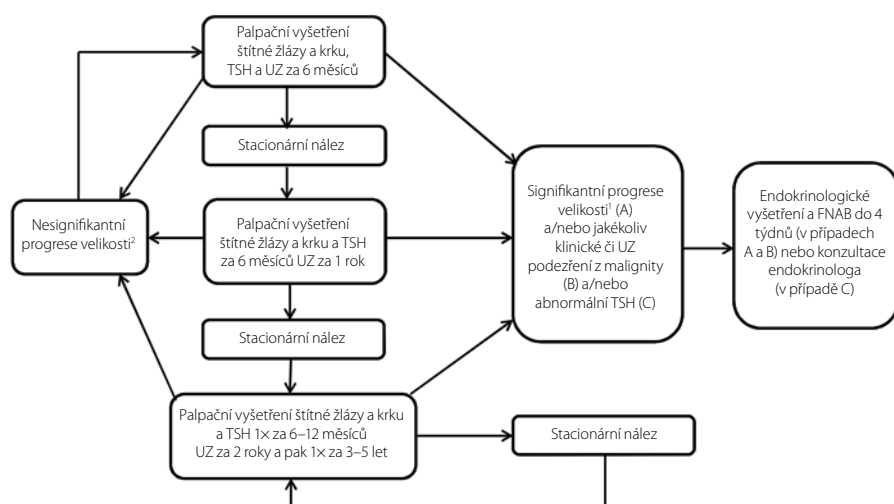 Palpační vyšetření
štítné žlázy a krku,
TSH a UZ za 6 měsíců
Stacionární nález
Nesignifikantní
progrese velikosti²
Palpační vyšetření
štítné žlázy a krku a TSH
za 6 měsíců UZ za 1 rok
Signifikantní progrese
velikosti¹ (A)
a/nebo jakékoliv
klinické či UZ
podezření z malignity
(B) a/nebo
abnormální TSH (C)
Endokrinologické
vyšetření a FNAB do 4
týdnů (v případech
A a B) nebo konzultace
endokrinologa
(v případě C)
Stacionární nález
Palpační vyšetření štítné žlázy a krku
a TSH 1× za 6–12 měsíců
UZ za 2 roky a pak 1× za 3–5 let
Stacionární nález